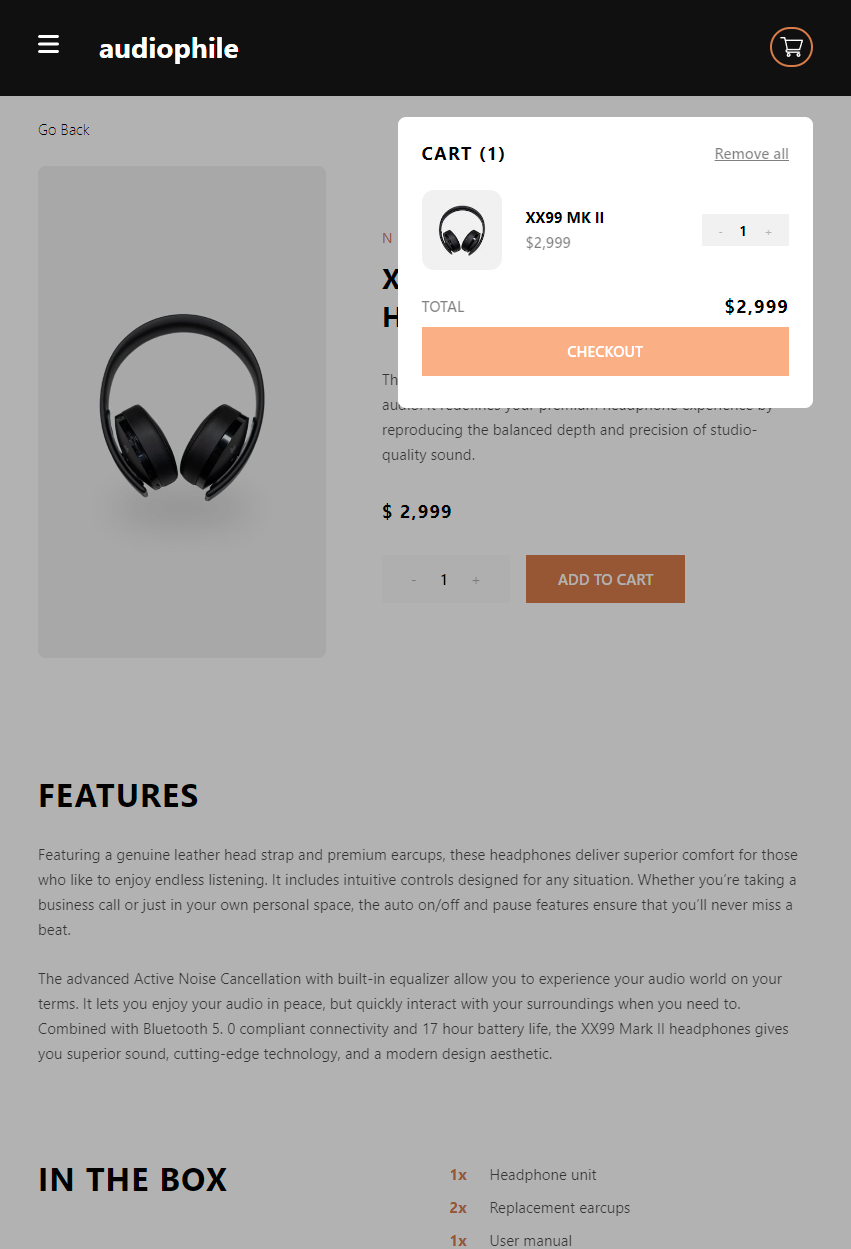 audiophile
Go Back
CART (1)
Remove all
XX99 MK II
$2,999
- 1 +
TOTAL
$2,999
CHECKOUT
N
X
H
Th
audio. It redefines your premium headphone experience by
reproducing the balanced depth and precision of studio-
quality sound.
$ 2,999
- 1 +
ADD TO CART
FEATURES
Featuring a genuine leather head strap and premium earcups, these headphones deliver superior comfort for those
who like to enjoy endless listening. It includes intuitive controls designed for any situation. Whether you’re taking a
business call or just in your own personal space, the auto on/off and pause features ensure that you’ll never miss a
beat.
The advanced Active Noise Cancellation with built-in equalizer allow you to experience your audio world on your
terms. It lets you enjoy your audio in peace, but quickly interact with your surroundings when you need to.
Combined with Bluetooth 5. 0 compliant connectivity and 17 hour battery life, the XX99 Mark II headphones gives
you superior sound, cutting-edge technology, and a modern design aesthetic.
IN THE BOX
1x Headphone unit
2x Replacement earcups
1x User manual